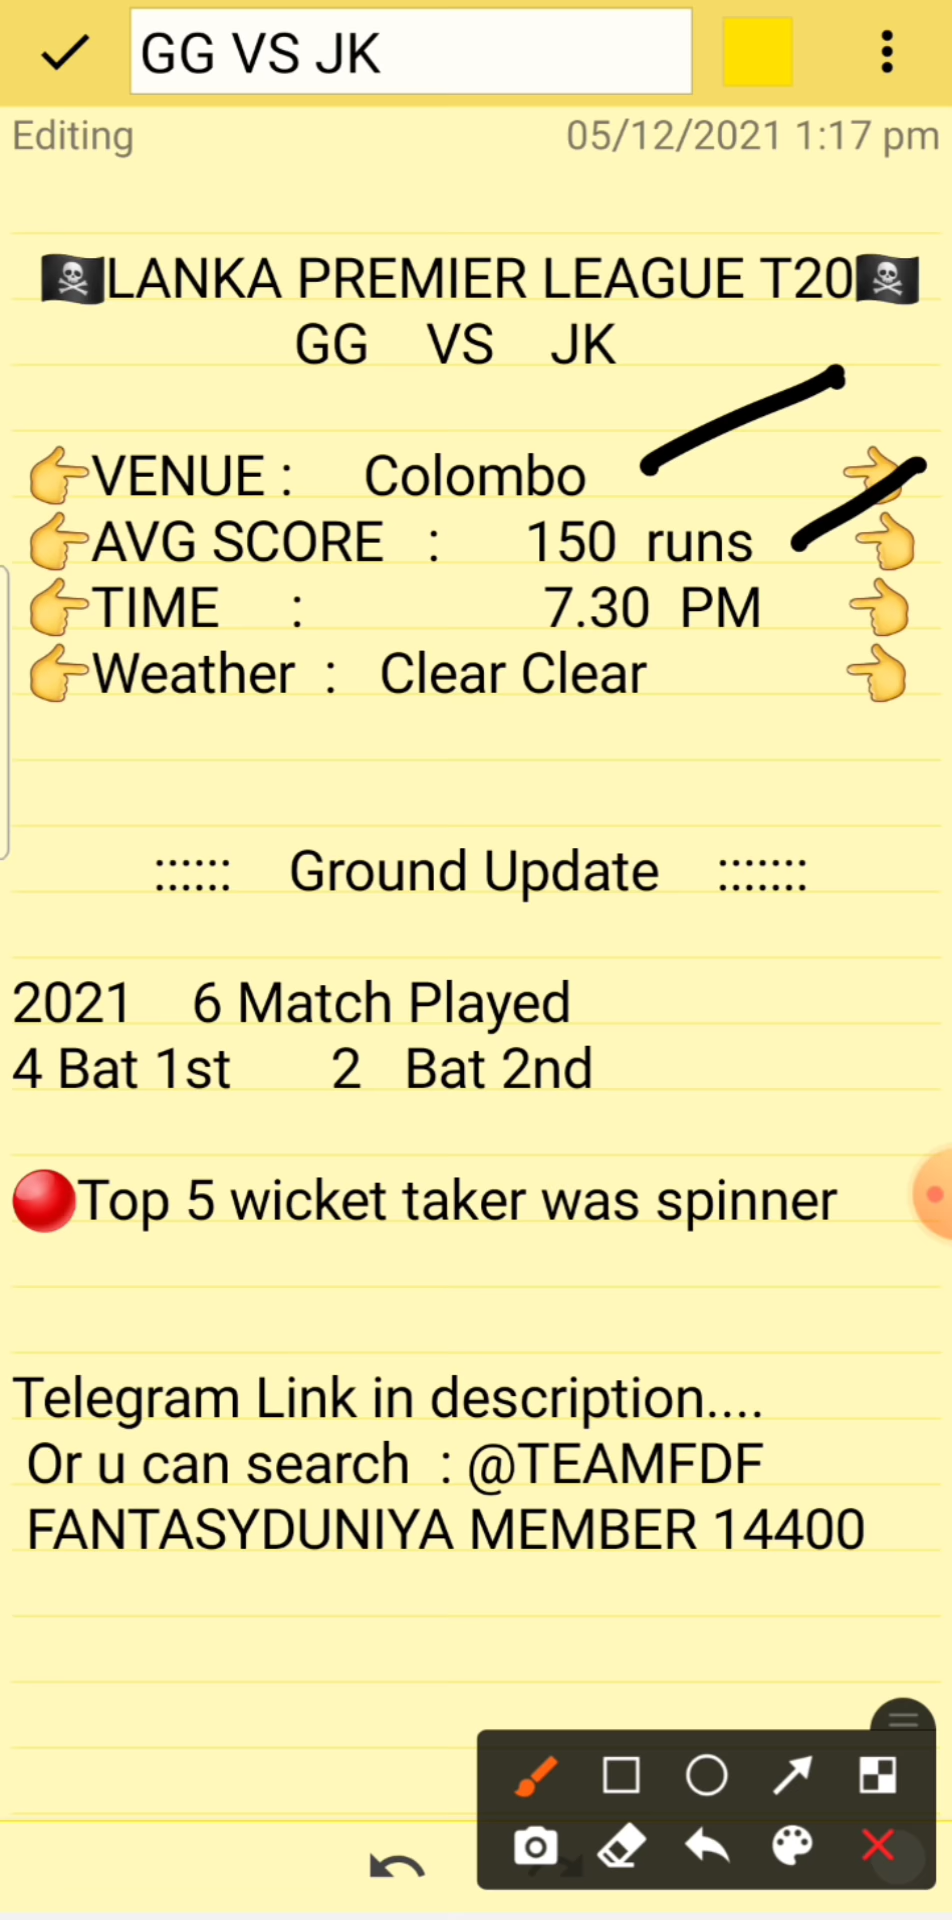 GG VS JK
Editing 05/12/2021 1:17 pm
🏴‍☠️LANKA PREMIER LEAGUE T20🏴‍☠️
GG VS JK
👉VENUE : Colombo 👈
👉AVG SCORE : 150 runs 👈
👉TIME : 7.30 PM 👈
👉Weather : Clear Clear 👈
:::::: Ground Update :::::::
2021 6 Match Played
4 Bat 1st 2 Bat 2nd
🔴Top 5 wicket taker was spinner
Telegram Link in description....
Or u can search : @TEAMFDF
FANTASYDUNIYA MEMBER 14400